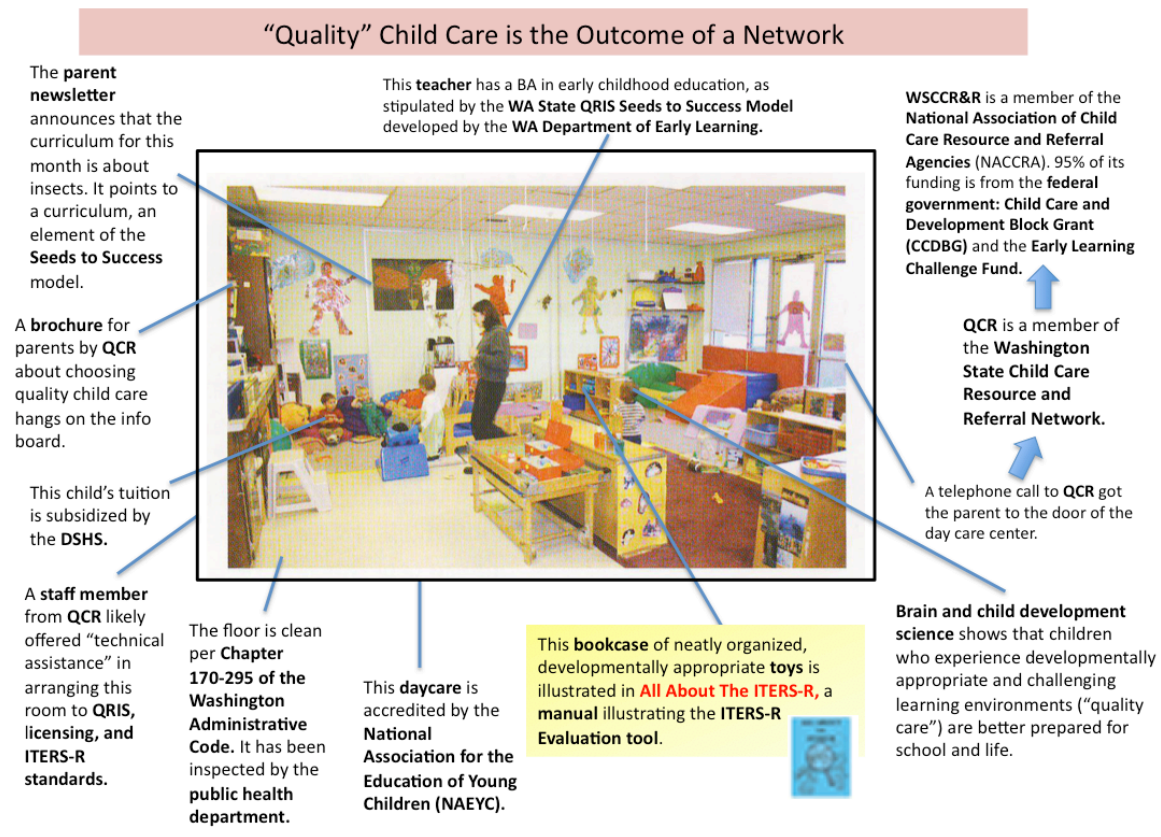 “Quality” Child Care is the Outcome of a Network
The parent
newsletter
announces that the
curriculum for this
month is about
insects. It points to
a curriculum, an
element of the
Seeds to Success
model.
This teacher has a BA in early childhood education, as
stipulated by the WA State QRIS Seeds to Success Model
developed by the WA Department of Early Learning.
WSCCR&R is a member of the
National Association of Child
Care Resource and Referral
Agencies (NACCRA). 95% of its
funding is from the federal
government: Child Care and
Development Block Grant
(CCDBG) and the Early Learning
Challenge Fund.
A brochure for
parents by QCR
about choosing
quality child care
hangs on the info
board.
QCR is a member of
the Washington
State Child Care
Resource and
Referral Network.
This child’s tuition
is subsidized by
the DSHS.
A telephone call to QCR got
the parent to the door of the
day care center.
A staff member
from QCR likely
offered “technical
assistance” in
arranging this
room to QRIS,
licensing, and
ITERS-R
standards.
The floor is clean
per Chapter
170-295 of the
Washington
Administrative
Code. It has been
inspected by the
public health
department.
This daycare is
accredited by the
National
Association for the
Education of Young
Children (NAEYC).
This bookcase of neatly organized,
developmentally appropriate toys is
illustrated in All About The ITERS-R, a
manual illustrating the ITERS-R
Evaluation tool.
Brain and child development
science shows that children
who experience developmentally
appropriate and challenging
learning environments (“quality
care”) are better prepared for
school and life.